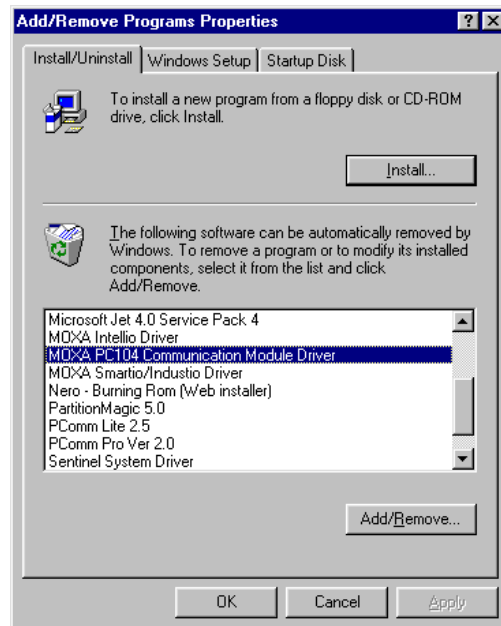 Add/Remove Programs Properties
Install/Uninstall
Windows Setup
Startup Disk
To install a new program from a floppy disk or CD-ROM
drive, click Install.
Install...
The following software can be automatically removed by
Windows. To remove a program or to modify its installed
components, select it from the list and click
Add/Remove.
Microsoft Jet 4.0 Service Pack 4
MOXA Intellio Driver
MOXA PC104 Communication Module Driver
MOXA Smartio/Industio Driver
Nero - Burning Rom (Web installer)
PartitionMagic 5.0
PComm Lite 2.5
PComm Pro Ver 2.0
Sentinel System Driver
Add/Remove...
OK
Cancel
Apply